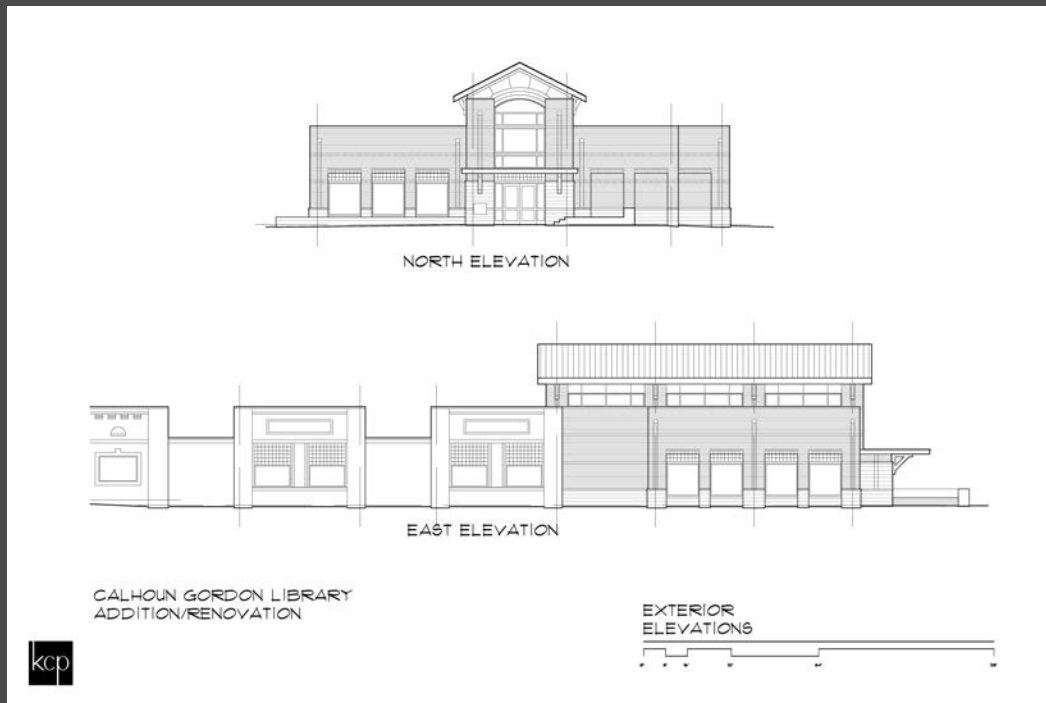 NORTH ELEVATION
EAST ELEVATION
CALHOUN GORDON LIBRARY
ADDITION/RENOVATION
EXTERIOR
ELEVATIONS
kcp